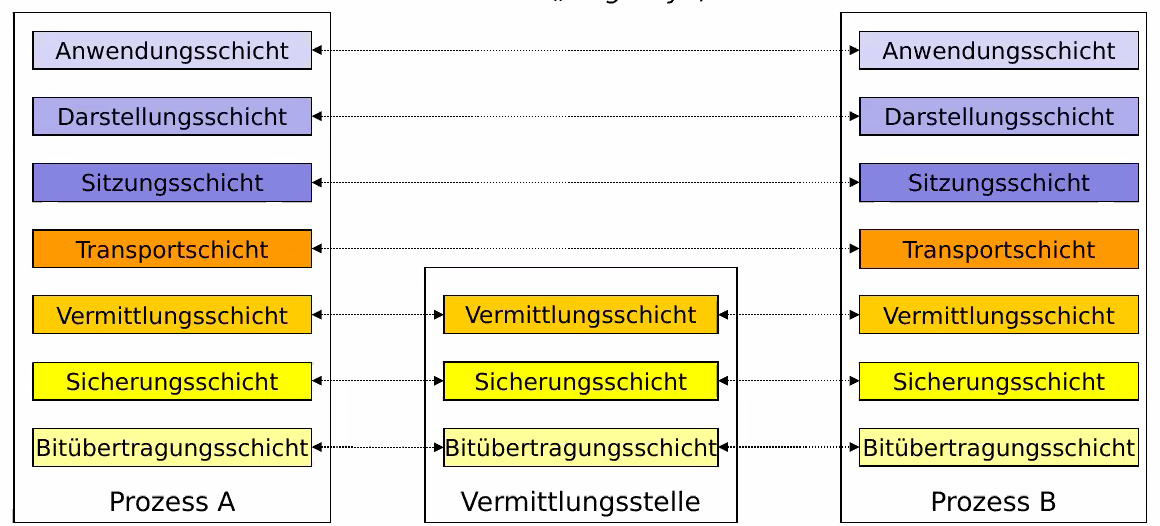 Anwendungsschicht Anwendungsschicht
Darstellungsschicht Darstellungsschicht
Sitzungsschicht Sitzungsschicht
Transportschicht Transportschicht
Vermittlungsschicht Vermittlungsschicht Vermittlungsschicht
Sicherungsschicht Sicherungsschicht Sicherungsschicht
Bitübertragungsschicht Bitübertragungsschicht Bitübertragungsschicht
Prozess A Vermittlungsstelle Prozess B